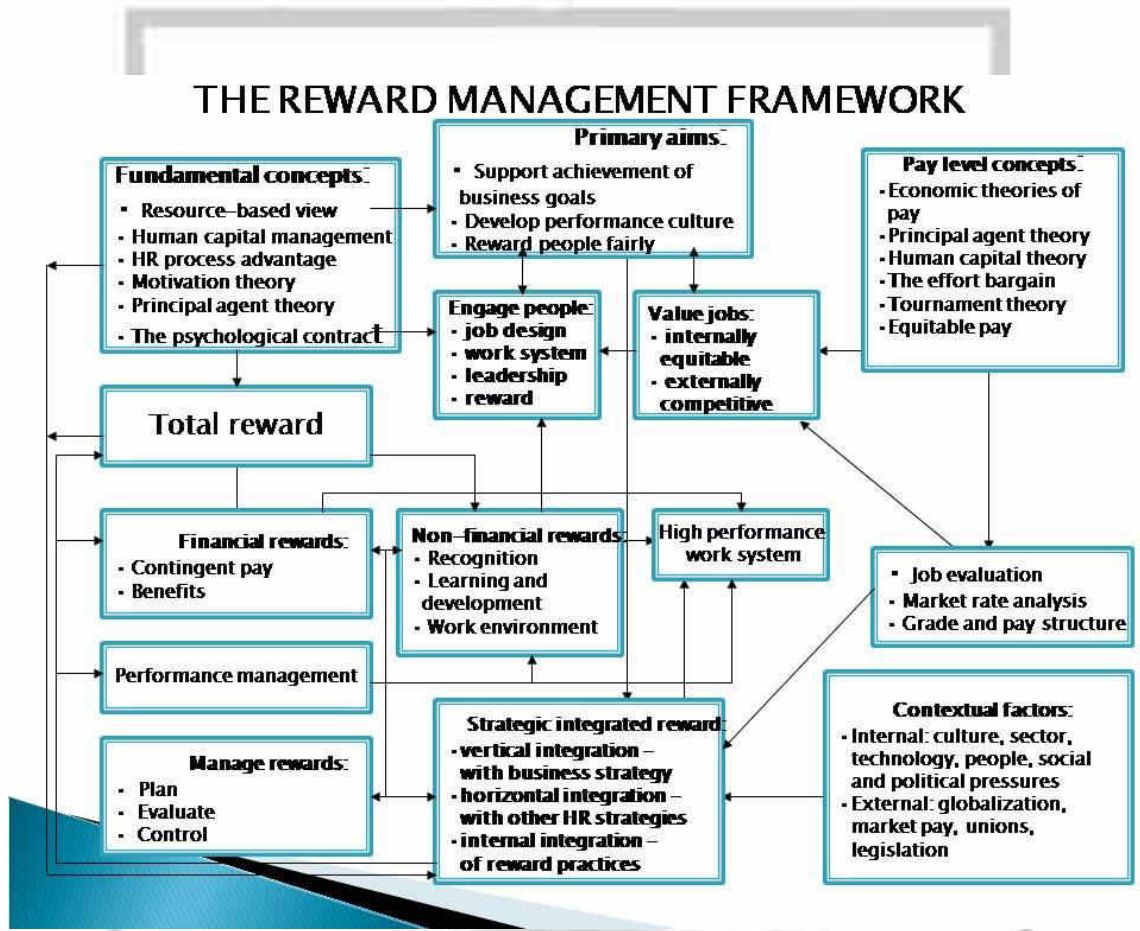 THE REWARD MANAGEMENT FRAMEWORK
Fundamental concepts:
▪ Resource-based view
- Human capital management
- HR process advantage
- Motivation theory
- Principal agent theory
- The psychological contract
Primary aims:
▪ Support achievement of
business goals
- Develop performance culture
- Reward people fairly
Pay level concepts:
- Economic theories of
pay
- Principal agent theory
- Human capital theory
- The effort bargain
- Tournament theory
- Equitable pay
Engage people:
- job design
- work system
- leadership
- reward
Value jobs:
- internally
equitable
- externally
competitive
Total reward
Financial rewards:
- Contingent pay
- Benefits
Non-financial rewards:
- Recognition
- Learning and
development
- Work environment
High performance
work system
▪ Job evaluation
- Market rate analysis
- Grade and pay structure
Performance management
Manage rewards:
- Plan
- Evaluate
- Control
Strategic integrated reward:
- vertical integration –
with business strategy
- horizontal integration –
with other HR strategies
- internal integration –
of reward practices
Contextual factors:
- Internal: culture, sector,
technology, people, social
and political pressures
- External: globalization,
market pay, unions,
legislation